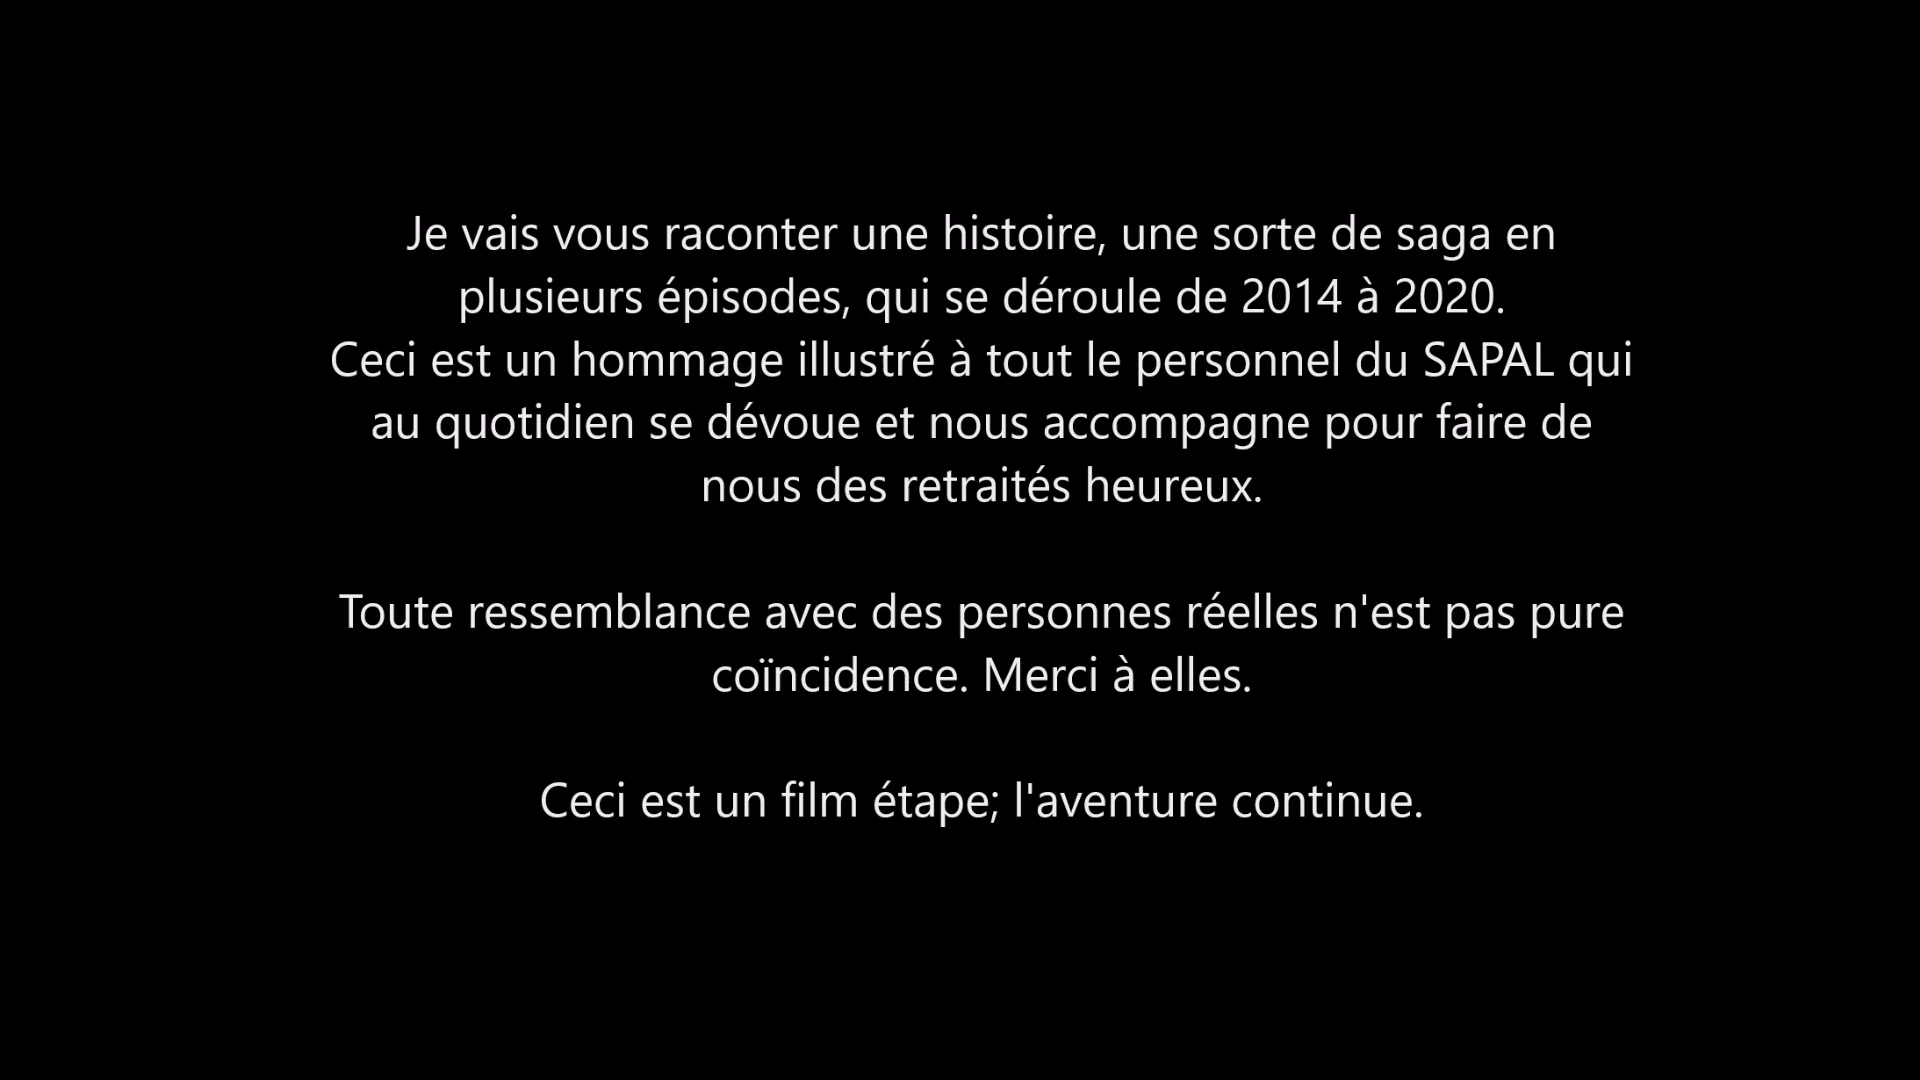 Je vais vous raconter une histoire, une sorte de saga en
plusieurs épisodes, qui se déroule de 2014 à 2020.
Ceci est un hommage illustré à tout le personnel du SAPAL qui
au quotidien se dévoue et nous accompagne pour faire de
nous des retraités heureux.
Toute ressemblance avec des personnes réelles n'est pas pure
coïncidence. Merci à elles.
Ceci est un film étape; l'aventure continue.